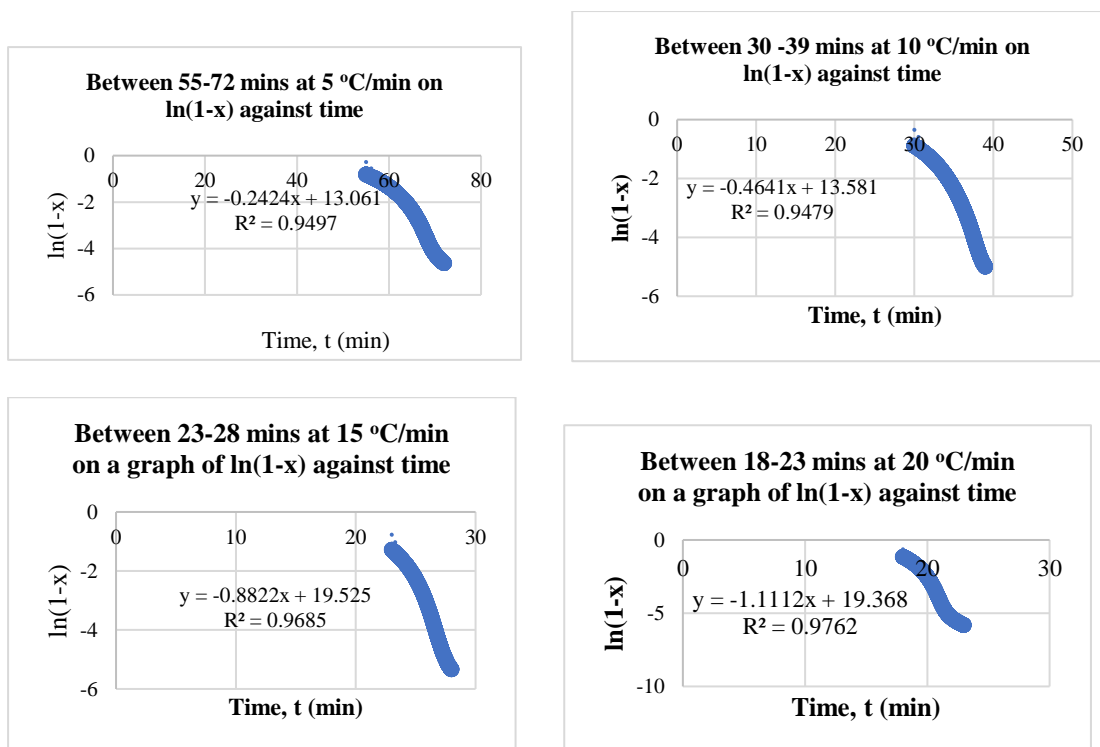 Between 55-72 mins at 5 ºC/min on
ln(1-x) against time
0
0
20
40
60
80
y = -0.2424x + 13.061
R² = 0.9497
-2
-4
-6
ln(1-x)
Time, t (min)
Between 30 -39 mins at 10 ºC/min on
ln(1-x) against time
0
0
10
20
30
40
50
y = -0.4641x + 13.581
R² = 0.9479
-2
-4
-6
ln(1-x)
Time, t (min)
Between 23-28 mins at 15 ºC/min
on a graph of ln(1-x) against time
0
0
10
20
30
-2
y = -0.8822x + 19.525
R² = 0.9685
-4
-6
ln(1-x)
Time, t (min)
Between 18-23 mins at 20 ºC/min
on a graph of ln(1-x) against time
0
0
10
20
30
y = -1.1112x + 19.368
R² = 0.9762
-5
-10
ln(1-x)
Time, t (min)